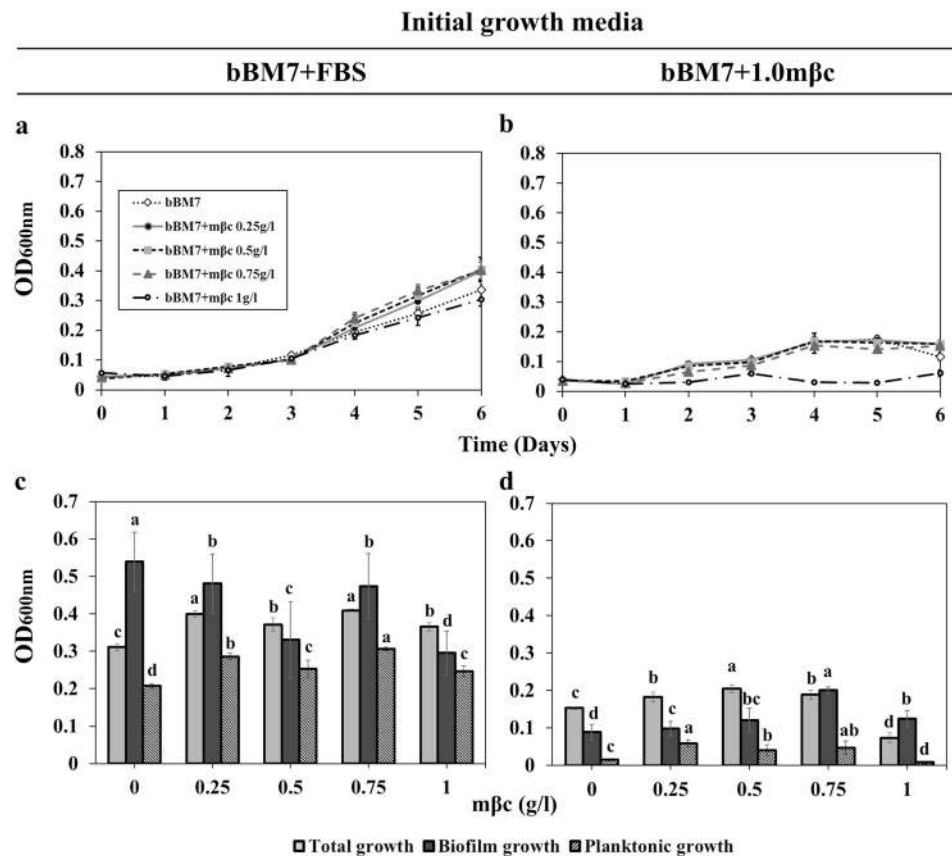 Initial growth media
bBM7+FBS
bBM7+1.0mβc
a
b
OD600nm
0.8
0.7
0.6
0.5
0.4
0.3
0.2
0.1
0
bBM7
bBM7+mβc 0.25g/l
bBM7+mβc 0.5g/l
bBM7+mβc 0.75g/l
bBM7+mβc 1g/l
0 1 2 3 4 5 6
0.8
0.7
0.6
0.5
0.4
0.3
0.2
0.1
0
0 1 2 3 4 5 6
Time (Days)
c
d
OD600nm
0.7
0.6
0.5
0.4
0.3
0.2
0.1
0
c a d
a b b
b c c
a b a
b d c
0 0.25 0.5 0.75 1
0.7
0.6
0.5
0.4
0.3
0.2
0.1
0
c d c
b c a
a bc b
b a ab
c b d
0 0.25 0.5 0.75 1
mβc (g/l)
Total growth Biofilm growth Planktonic growth